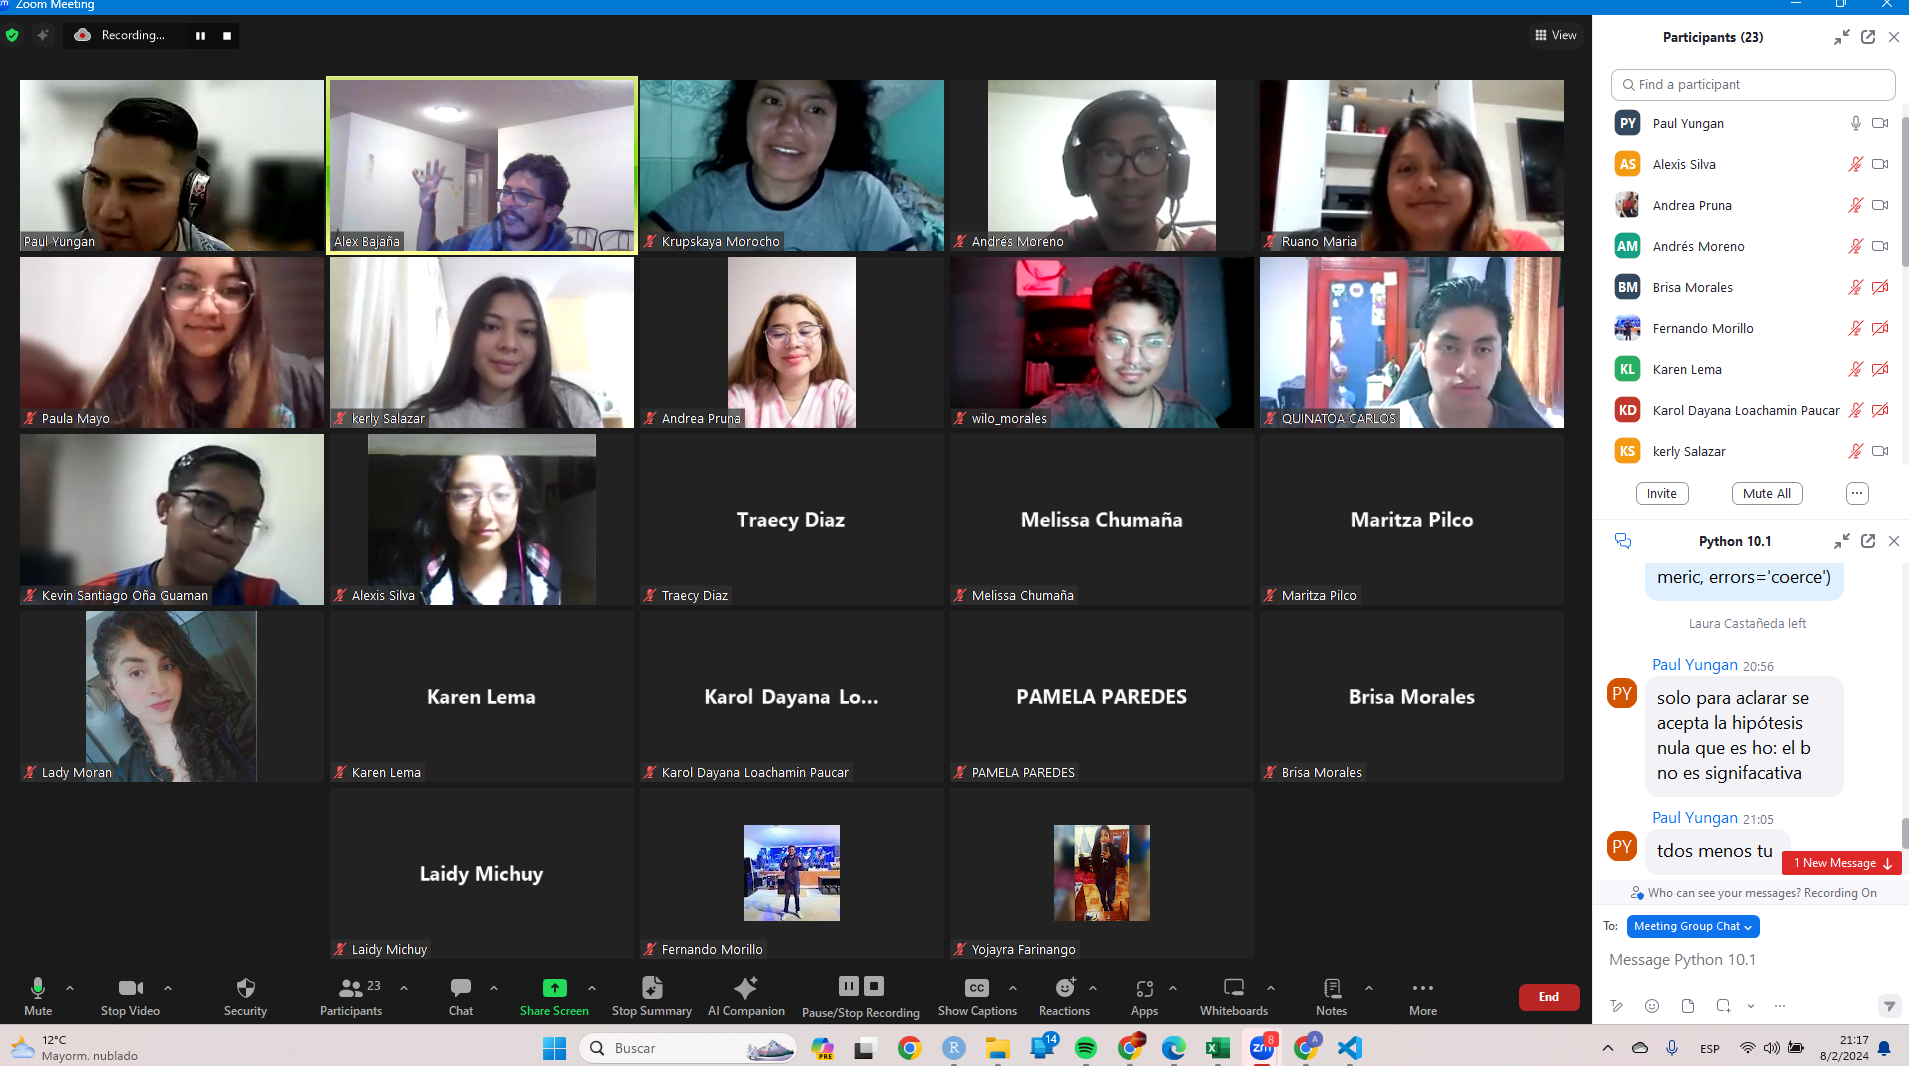 Zoom Meeting
Recording...
View
Paul Yungan
Alex Bajaña
Krupskaya Morocho
Andrés Moreno
Ruano Maria
Paula Mayo
kerly Salazar
Andrea Pruna
wilo_morales
QUINATOA CARLOS
Traecy Diaz
Melissa Chumaña
Maritza Pilco
Kevin Santiago Oña Guaman
Alexis Silva
Traecy Diaz
Melissa Chumaña
Maritza Pilco
Karen Lema
Karol Dayana Lo...
PAMELA PAREDES
Brisa Morales
Lady Moran
Karen Lema
Karol Dayana Loachamin Paucar
PAMELA PAREDES
Brisa Morales
Laidy Michuy
Laidy Michuy
Fernando Morillo
Yojayra Farinango
Participants (23)
Find a participant
PY Paul Yungan
AS Alexis Silva
Andrea Pruna
AM Andrés Moreno
BM Brisa Morales
Fernando Morillo
KL Karen Lema
KD Karol Dayana Loachamin Paucar
KS kerly Salazar
Invite
Mute All
Python 10.1
meric, errors='coerce')
Laura Castañeda left
Paul Yungan 20:56
PY
solo para aclarar se
acepta la hipótesis
nula que es ho: el b
no es signifacativa
Paul Yungan 21:05
PY
tdos menos tu
1 New Message
Who can see your messages? Recording On
To: Meeting Group Chat
Message Python 10.1
Mute
Stop Video
Security
23
Participants
Chat
Share Screen
Stop Summary
AI Companion
Pause/Stop Recording
CC
Show Captions
Reactions
Apps
Whiteboards
Notes
More
End
12°C
Mayorm. nublado
Buscar
PRE
R
14
zm
8
A
ESP
21:17
8/2/2024